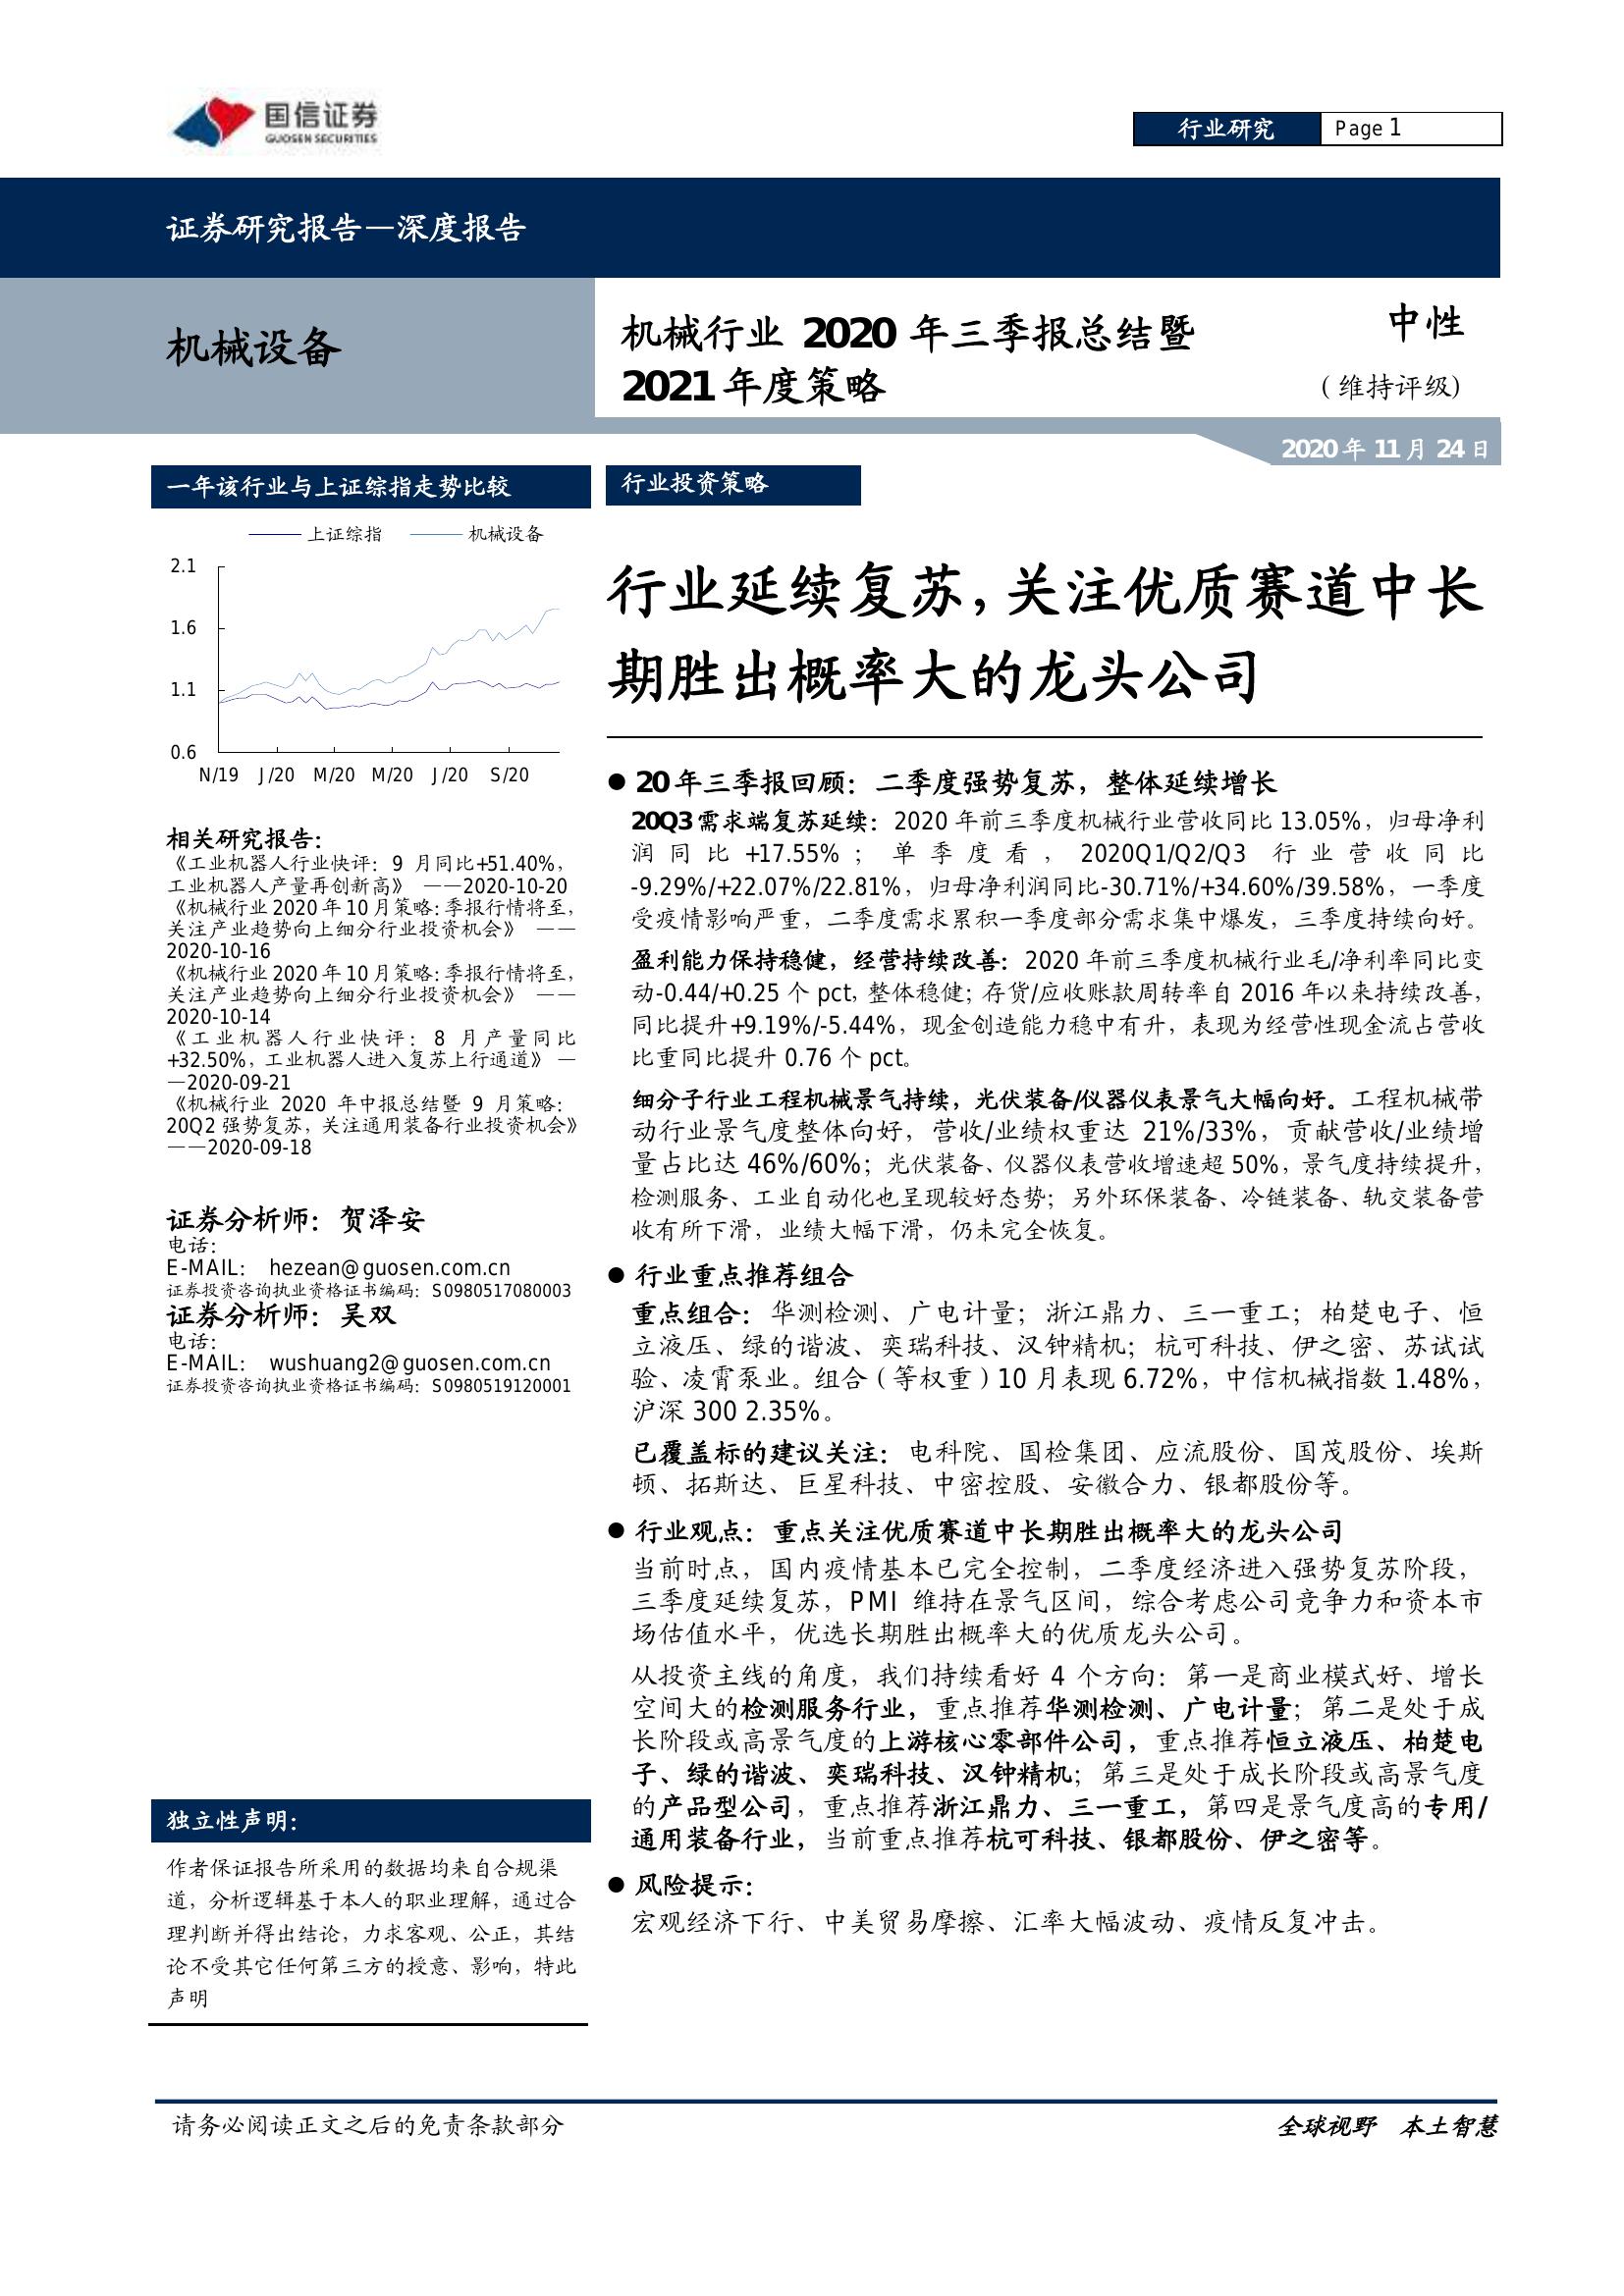 国信证券
GUOSEN SECURITIES
行业研究
Page 1
证券研究报告—深度报告
机械设备
机械行业 2020 年三季报总结暨
2021 年度策略
中性
（维持评级）
2020 年 11 月 24 日
一年该行业与上证综指走势比较
上证综指 机械设备
2.1
1.6
1.1
0.6
N/19 J/20 M/20 M/20 J/20 S/20
相关研究报告：
《工业机器人行业快评：9 月同比+51.40%，
工业机器人产量再创新高》 ——2020-10-20
《机械行业 2020 年 10 月策略：季报行情将至，
关注产业趋势向上细分行业投资机会》 ——
2020-10-16
《机械行业 2020 年 10 月策略：季报行情将至，
关注产业趋势向上细分行业投资机会》 ——
2020-10-14
《工业机器人行业快评：8 月产量同比
+32.50%，工业机器人进入复苏上行通道》 —
—2020-09-21
《机械行业 2020 年中报总结暨 9 月策略：
20Q2 强势复苏，关注通用装备行业投资机会》
——2020-09-18
证券分析师：贺泽安
电话：
E-MAIL： hezean@guosen.com.cn
证券投资咨询执业资格证书编码：S0980517080003
证券分析师：吴双
电话：
E-MAIL： wushuang2@guosen.com.cn
证券投资咨询执业资格证书编码：S0980519120001
独立性声明：
作者保证报告所采用的数据均来自合规渠
道，分析逻辑基于本人的职业理解，通过合
理判断并得出结论，力求客观、公正，其结
论不受其它任何第三方的授意、影响，特此
声明
行业投资策略
行业延续复苏，关注优质赛道中长
期胜出概率大的龙头公司
● 20 年三季报回顾：二季度强势复苏，整体延续增长
20Q3 需求端复苏延续：2020 年前三季度机械行业营收同比 13.05%，归母净利
润同比+17.55%；单季度看，2020Q1/Q2/Q3 行业营收同比
-9.29%/+22.07%/22.81%，归母净利润同比-30.71%/+34.60%/39.58%，一季度
受疫情影响严重，二季度需求累积一季度部分需求集中爆发，三季度持续向好。
盈利能力保持稳健，经营持续改善：2020 年前三季度机械行业毛/净利率同比变
动-0.44/+0.25 个 pct，整体稳健；存货/应收账款周转率自 2016 年以来持续改善，
同比提升+9.19%/-5.44%，现金创造能力稳中有升，表现为经营性现金流占营收
比重同比提升 0.76 个 pct。
细分子行业工程机械景气持续，光伏装备/仪器仪表景气大幅向好。工程机械带
动行业景气度整体向好，营收/业绩权重达 21%/33%，贡献营收/业绩增
量占比达 46%/60%；光伏装备、仪器仪表营收增速超 50%，景气度持续提升，
检测服务、工业自动化也呈现较好态势；另外环保装备、冷链装备、轨交装备营
收有所下滑，业绩大幅下滑，仍未完全恢复。
● 行业重点推荐组合
重点组合：华测检测、广电计量；浙江鼎力、三一重工；柏楚电子、恒
立液压、绿的谐波、奕瑞科技、汉钟精机；杭可科技、伊之密、苏试试
验、凌霄泵业。组合（等权重）10 月表现 6.72%，中信机械指数 1.48%，
沪深 300 2.35%。
已覆盖标的建议关注：电科院、国检集团、应流股份、国茂股份、埃斯
顿、拓斯达、巨星科技、中密控股、安徽合力、银都股份等。
● 行业观点：重点关注优质赛道中长期胜出概率大的龙头公司
当前时点，国内疫情基本已完全控制，二季度经济进入强势复苏阶段，
三季度延续复苏，PMI 维持在景气区间，综合考虑公司竞争力和资本市
场估值水平，优选长期胜出概率大的优质龙头公司。
从投资主线的角度，我们持续看好 4 个方向：第一是商业模式好、增长
空间大的检测服务行业，重点推荐华测检测、广电计量；第二是处于成
长阶段或高景气度的上游核心零部件公司，重点推荐恒立液压、柏楚电
子、绿的谐波、奕瑞科技、汉钟精机；第三是处于成长阶段或高景气度
的产品型公司，重点推荐浙江鼎力、三一重工，第四是景气度高的专用/
通用装备行业，当前重点推荐杭可科技、银都股份、伊之密等。
● 风险提示：
宏观经济下行、中美贸易摩擦、汇率大幅波动、疫情反复冲击。
请务必阅读正文之后的免责条款部分
全球视野 本土智慧